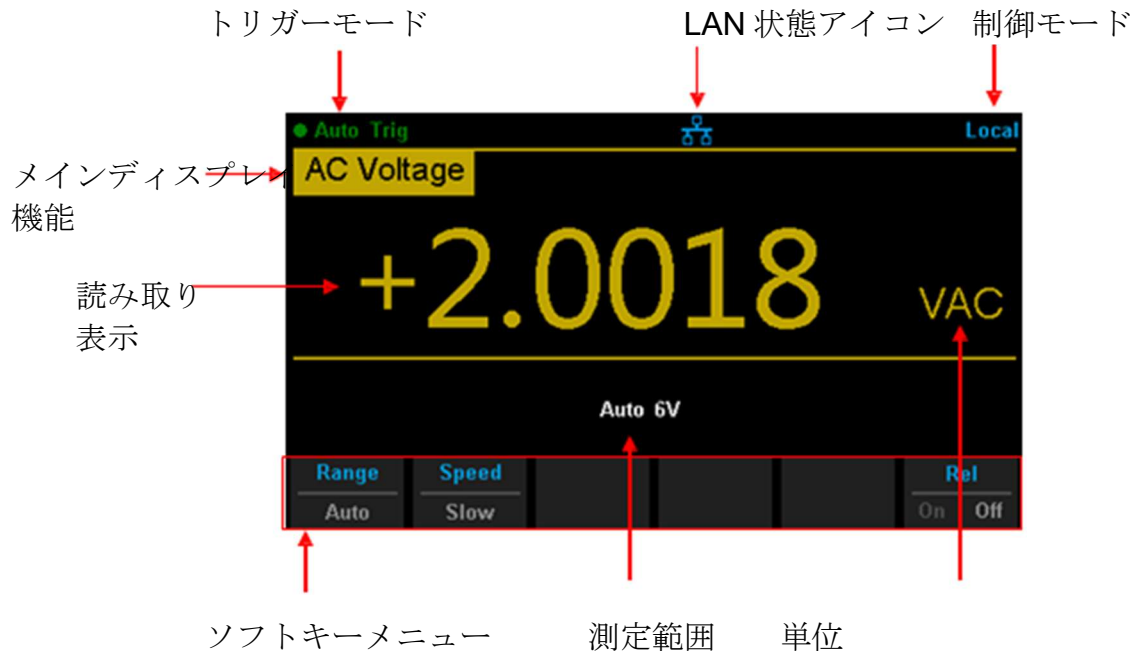 トリガーモード
LAN 状態アイコン
制御モード
Auto Trig
Local
メインディスプレイ
機能
AC Voltage
読み取り
表示
+2.0018
VAC
Auto 6V
Range
Speed
Rel
Auto
Slow
On Off
ソフトキーメニュー
測定範囲
単位